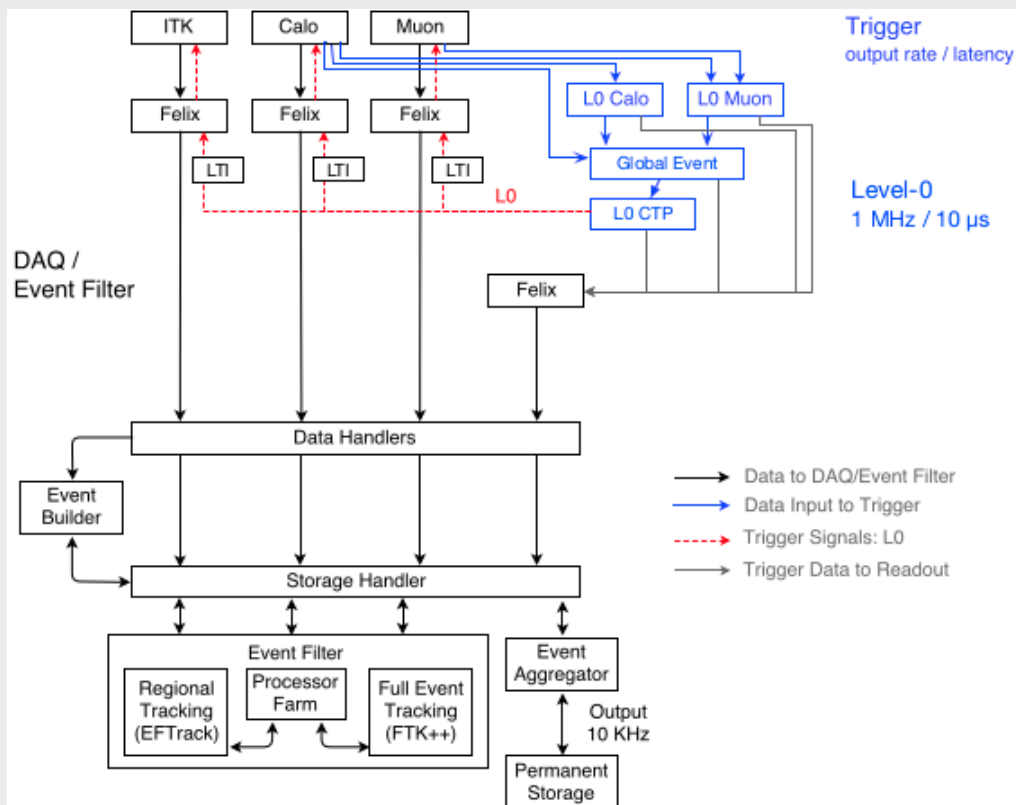 ITK
Calo
Muon
Trigger
output rate / latency
L0 Calo
L0 Muon
Felix
Felix
Felix
LTI
LTI
LTI
Global Event
L0
L0 CTP
Level-0
1 MHz / 10 µs
DAQ /
Event Filter
Felix
Data Handlers
Event
Builder
Data to DAQ/Event Filter
Data Input to Trigger
Trigger Signals: L0
Trigger Data to Readout
Storage Handler
Event Filter
Regional
Tracking
(EFTrack)
Processor
Farm
Full Event
Tracking
(FTK++)
Event
Aggregator
Output
10 KHz
Permanent
Storage